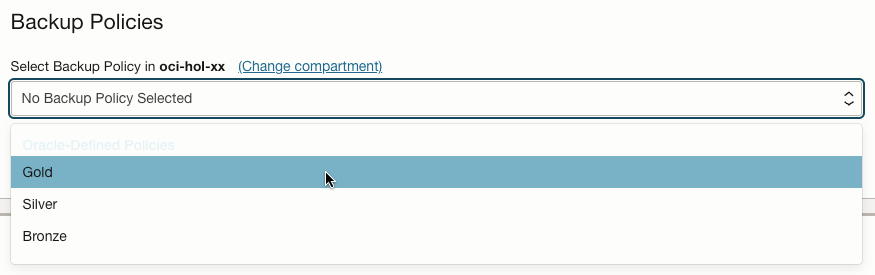 Backup Policies
Select Backup Policy in oci-hol-xx (Change compartment)
No Backup Policy Selected
Oracle-Defined Policies
Gold
Silver
Bronze